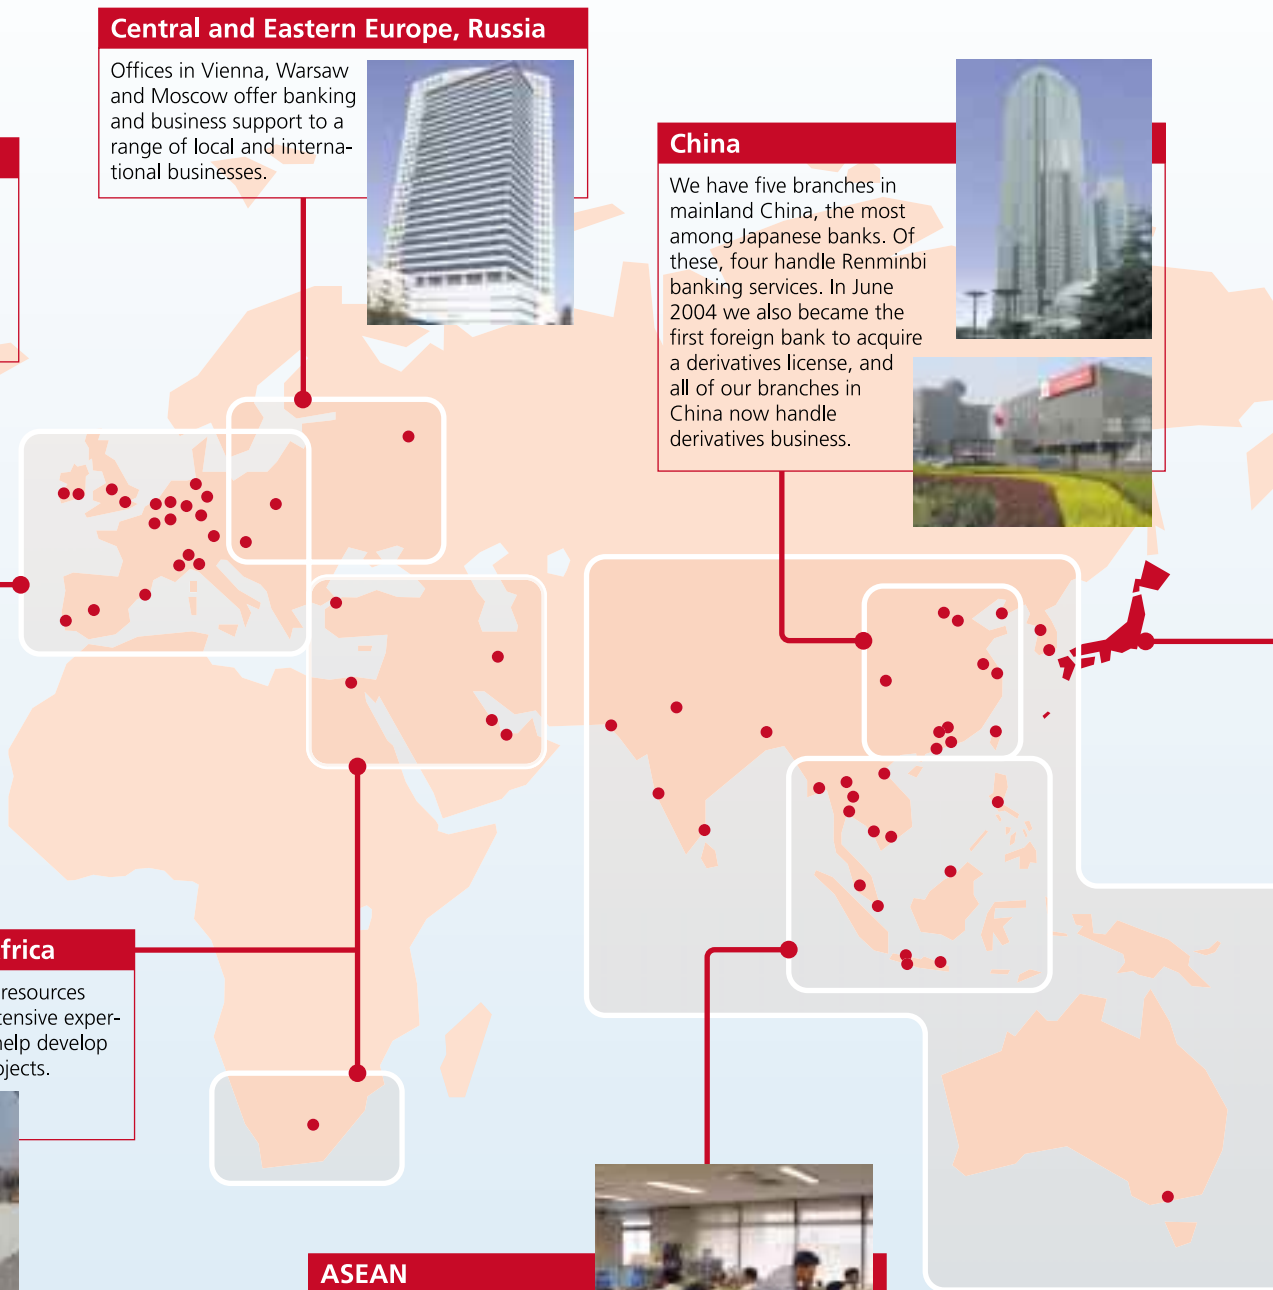 Central and Eastern Europe, Russia
Offices in Vienna, Warsaw
and Moscow offer banking
and business support to a
range of local and interna-
tional businesses.
China
We have five branches in
mainland China, the most
among Japanese banks. Of
these, four handle Renminbi
banking services. In June
2004 we also became the
first foreign bank to acquire
a derivatives license, and
all of our branches in
China now handle
derivatives business.
frica
resources
tensive exper-
help develop
ojects.
ASEAN